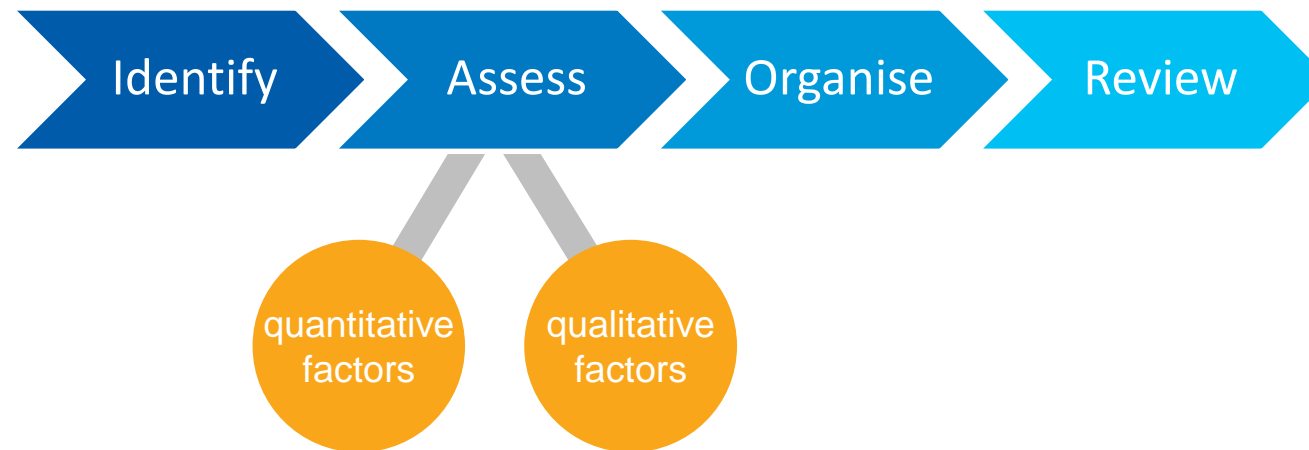 Identify
Assess
Organise
Review
quantitative
factors
qualitative
factors